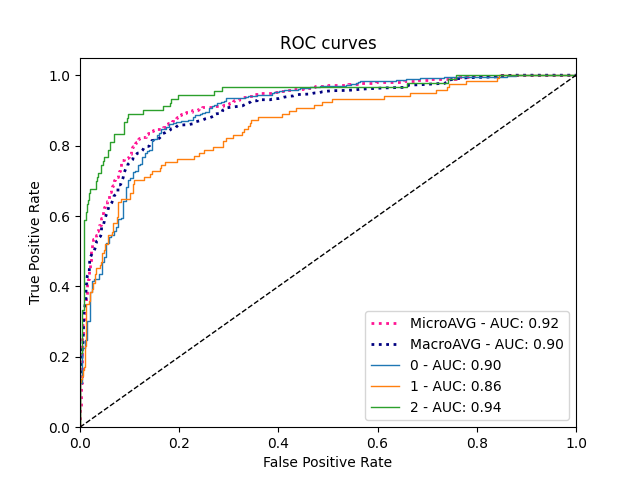 ROC curves
True Positive Rate
1.0
0.8
0.6
0.4
0.2
0.0
0.0 0.2 0.4 0.6 0.8 1.0
False Positive Rate
MicroAVG - AUC: 0.92
MacroAVG - AUC: 0.90
0 - AUC: 0.90
1 - AUC: 0.86
2 - AUC: 0.94